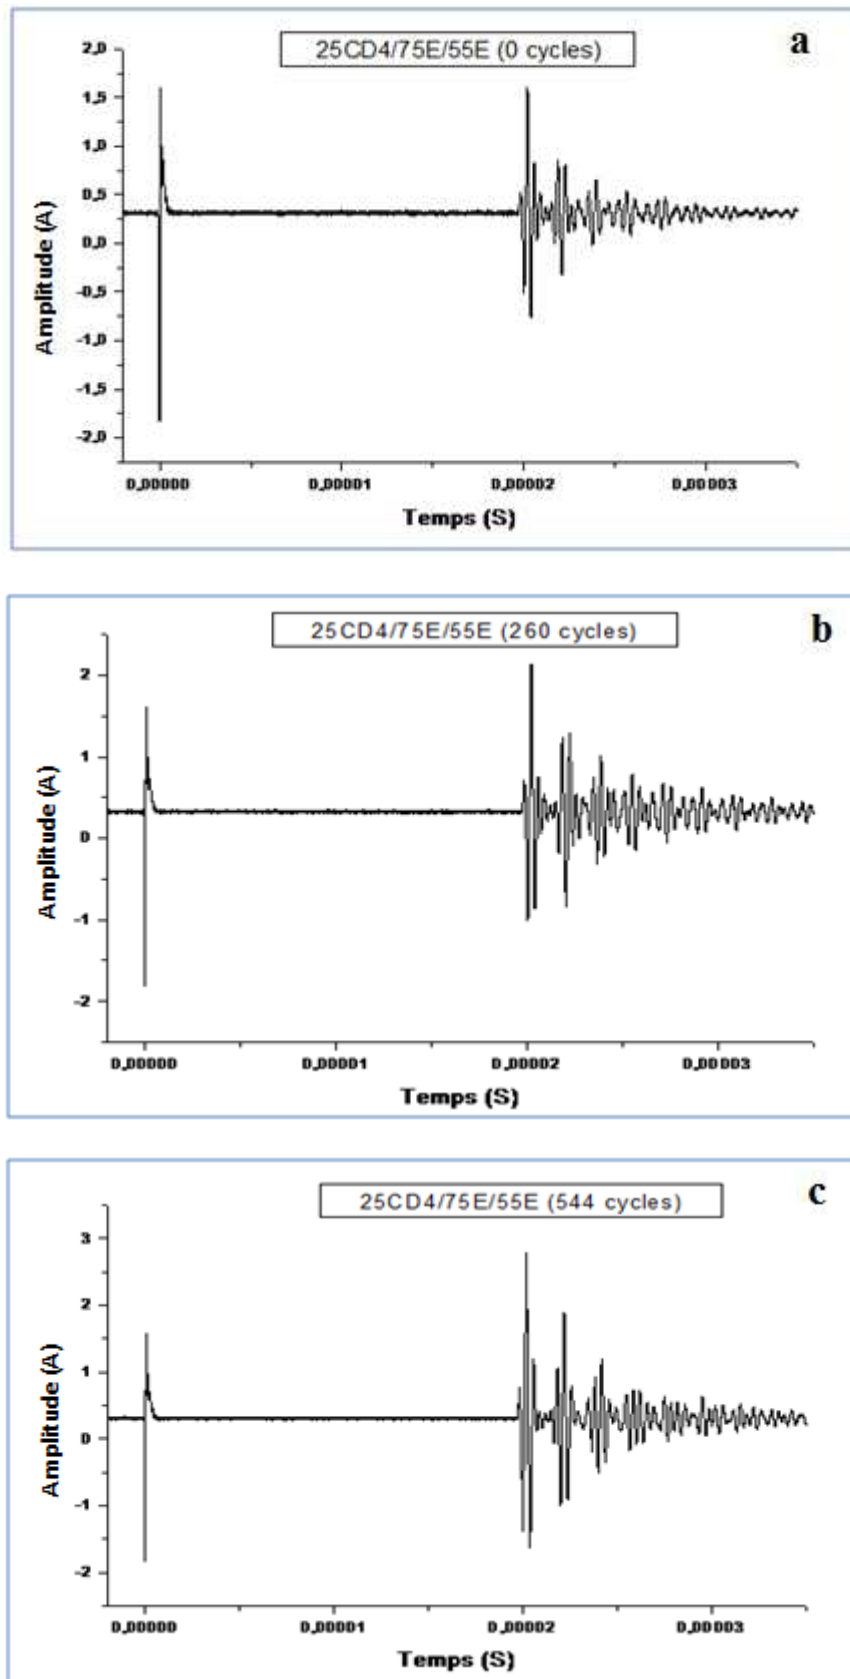 25CD4/75E/55E (0 cycles)
a
2,0
1,5
1,0
0,5
0,0
-0,5
-1,0
-1,5
-2,0
Amplitude (A)
0,00000 0,00001 0,00002 0,00003
Temps (S)
25CD4/75E/55E (260 cycles)
b
2
1
0
-1
-2
Amplitude (A)
0,00000 0,00001 0,00002 0,00003
Temps (S)
25CD4/75E/55E (544 cycles)
c
3
2
1
0
-1
-2
Amplitude (A)
0,00000 0,00001 0,00002 0,00003
Temps (S)